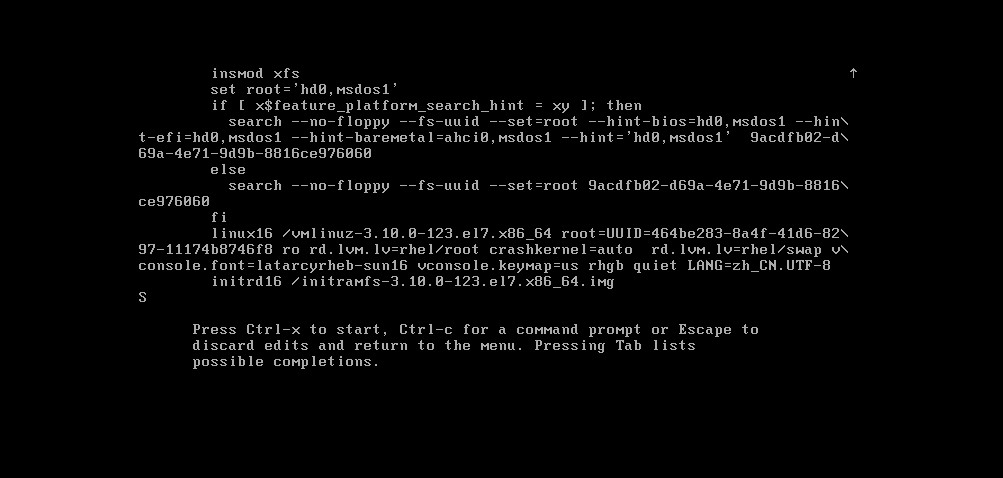 insmod xfs ↑
set root='hd0,msdos1'
if [ x$feature_platform_search_hint = xy ]; then
search --no-floppy --fs-uuid --set=root --hint-bios=hd0,msdos1 --hin\
t-efi=hd0,msdos1 --hint-baremetal=ahci0,msdos1 --hint='hd0,msdos1'  9acdfb02-d\
69a-4e71-9d9b-8816ce976060
else
search --no-floppy --fs-uuid --set=root 9acdfb02-d69a-4e71-9d9b-8816\
ce976060
fi
linux16 /vmlinuz-3.10.0-123.el7.x86_64 root=UUID=464be283-8a4f-41d6-82\
97-11174b8746f8 ro rd.lvm.lv=rhel/root crashkernel=auto  rd.lvm.lv=rhel/swap v\
console.font=latarcyrheb-sun16 vconsole.keymap=us rhgb quiet LANG=zh_CN.UTF-8
initrd16 /initramfs-3.10.0-123.el7.x86_64.img
S
Press Ctrl-x to start, Ctrl-c for a command prompt or Escape to
discard edits and return to the menu. Pressing Tab lists
possible completions.